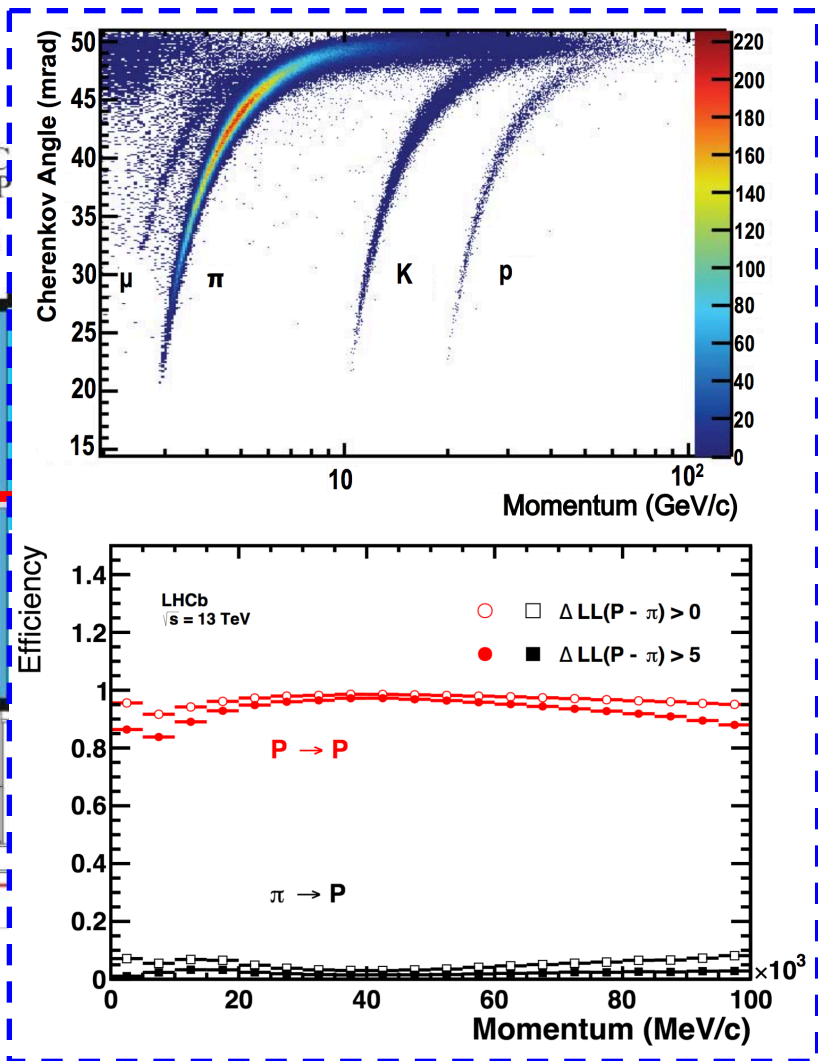 Cherenkov Angle (mrad)
50
45
40
35
30
25
20
15
μ
π
K
p
220
200
180
160
140
120
100
80
60
40
20
0
10
10²
Momentum (GeV/c)
Efficiency
1.4
1.2
1
0.8
0.6
0.4
0.2
0
LHCb
√s = 13 TeV
Δ LL(P - π) > 0
Δ LL(P - π) > 5
P → P
π → P
0
20
40
60
80
100
×10³
Momentum (MeV/c)